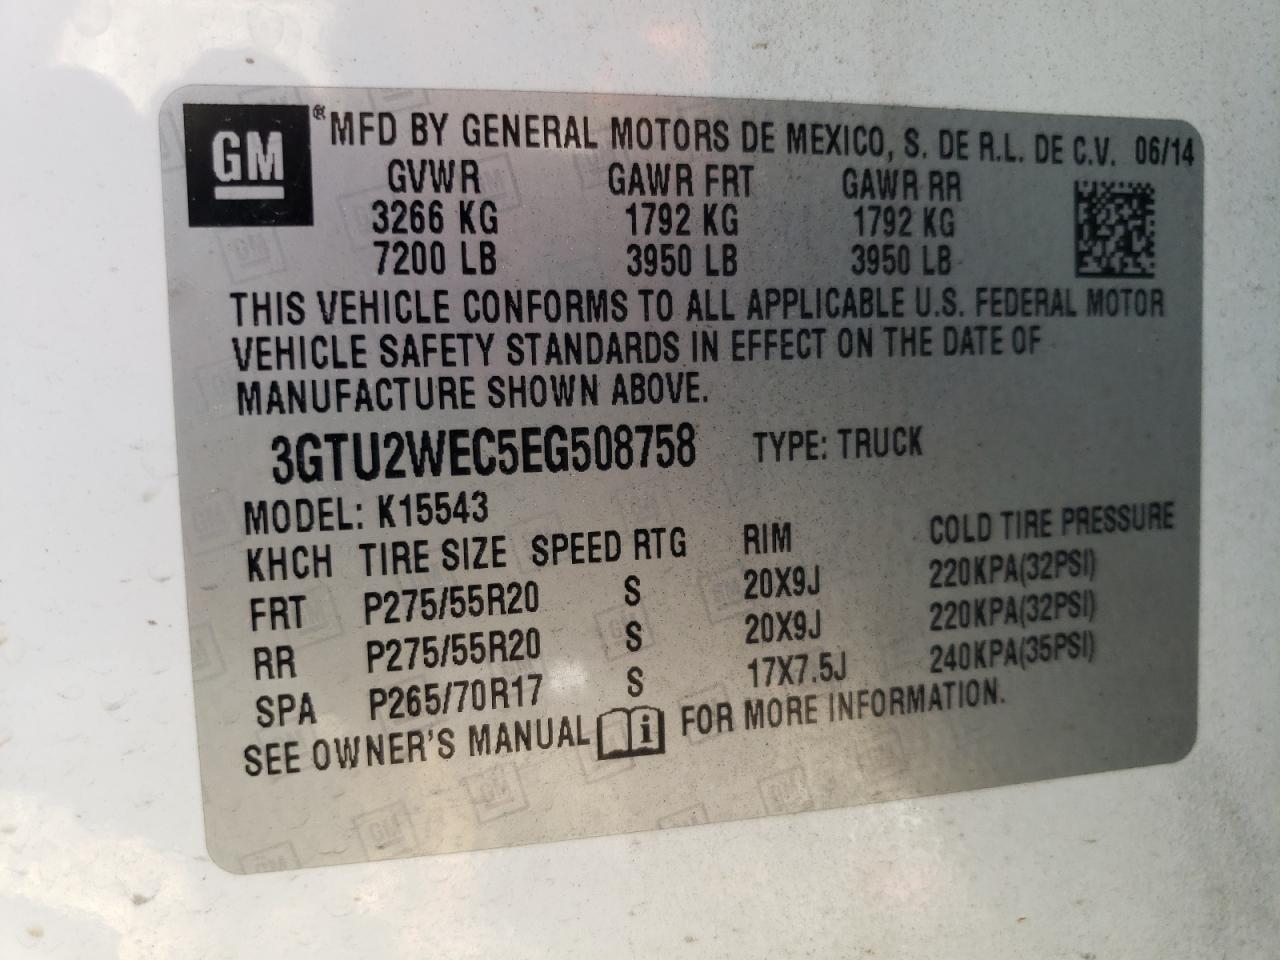 GM ® MFD BY GENERAL MOTORS DE MEXICO, S. DE R.L. DE C.V. 06/14
GVWR GAWR FRT GAWR RR
3266 KG 1792 KG 1792 KG
7200 LB 3950 LB 3950 LB
THIS VEHICLE CONFORMS TO ALL APPLICABLE U.S. FEDERAL MOTOR
VEHICLE SAFETY STANDARDS IN EFFECT ON THE DATE OF
MANUFACTURE SHOWN ABOVE.
3GTU2WEC5EG508758 TYPE: TRUCK
MODEL: K15543
KHCH TIRE SIZE SPEED RTG RIM COLD TIRE PRESSURE
FRT P275/55R20 S 20X9J 220KPA(32PSI)
RR P275/55R20 S 20X9J 220KPA(32PSI)
SPA P265/70R17 S 17X7.5J 240KPA(35PSI)
SEE OWNER'S MANUAL i FOR MORE INFORMATION.